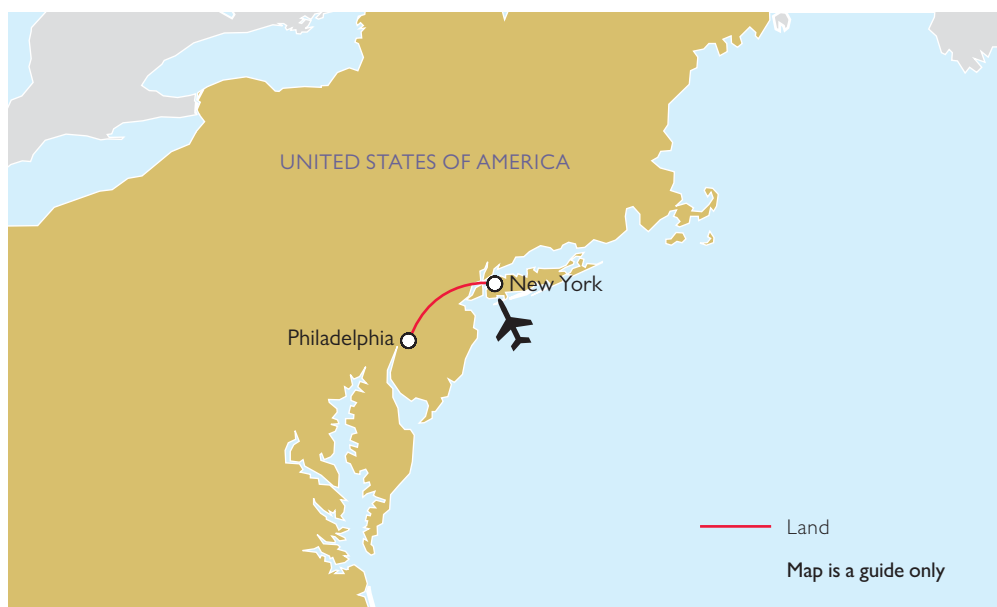 UNITED STATES OF AMERICA
New York
Philadelphia
Land
Map is a guide only